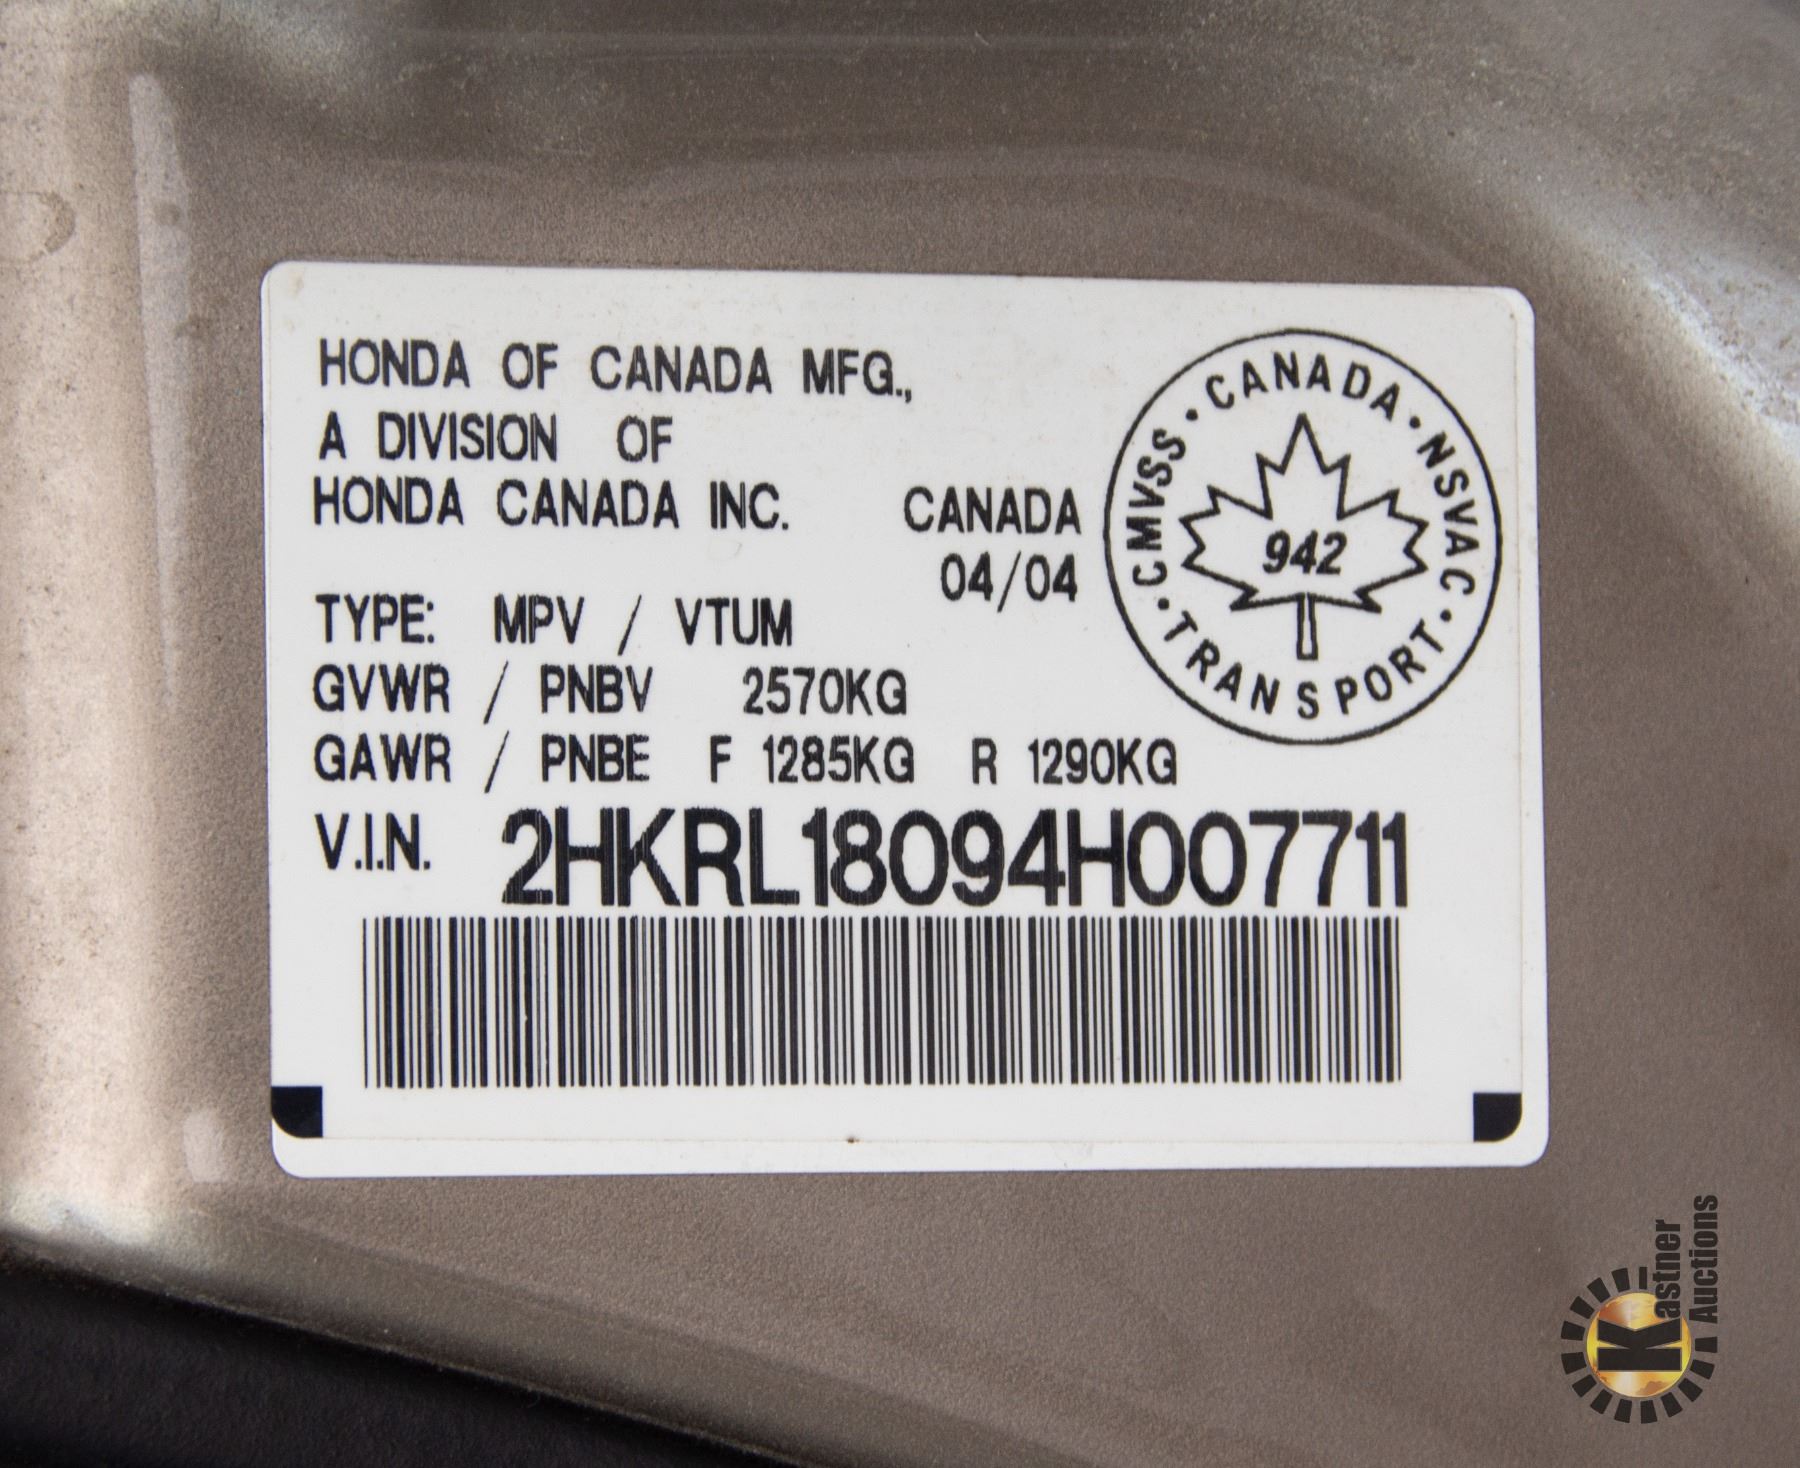 HONDA OF CANADA MFG.,
A DIVISION OF
HONDA CANADA INC. CANADA
04/04
TYPE: MPV / VTUM
GVWR / PNBV 2570KG
GAWR / PNBE F 1285KG R 1290KG
V.I.N. 2HKRL18094H007711
CMVSS · CANADA · NSVAC · TRANSPORT ·
942
Kastner
Auctions